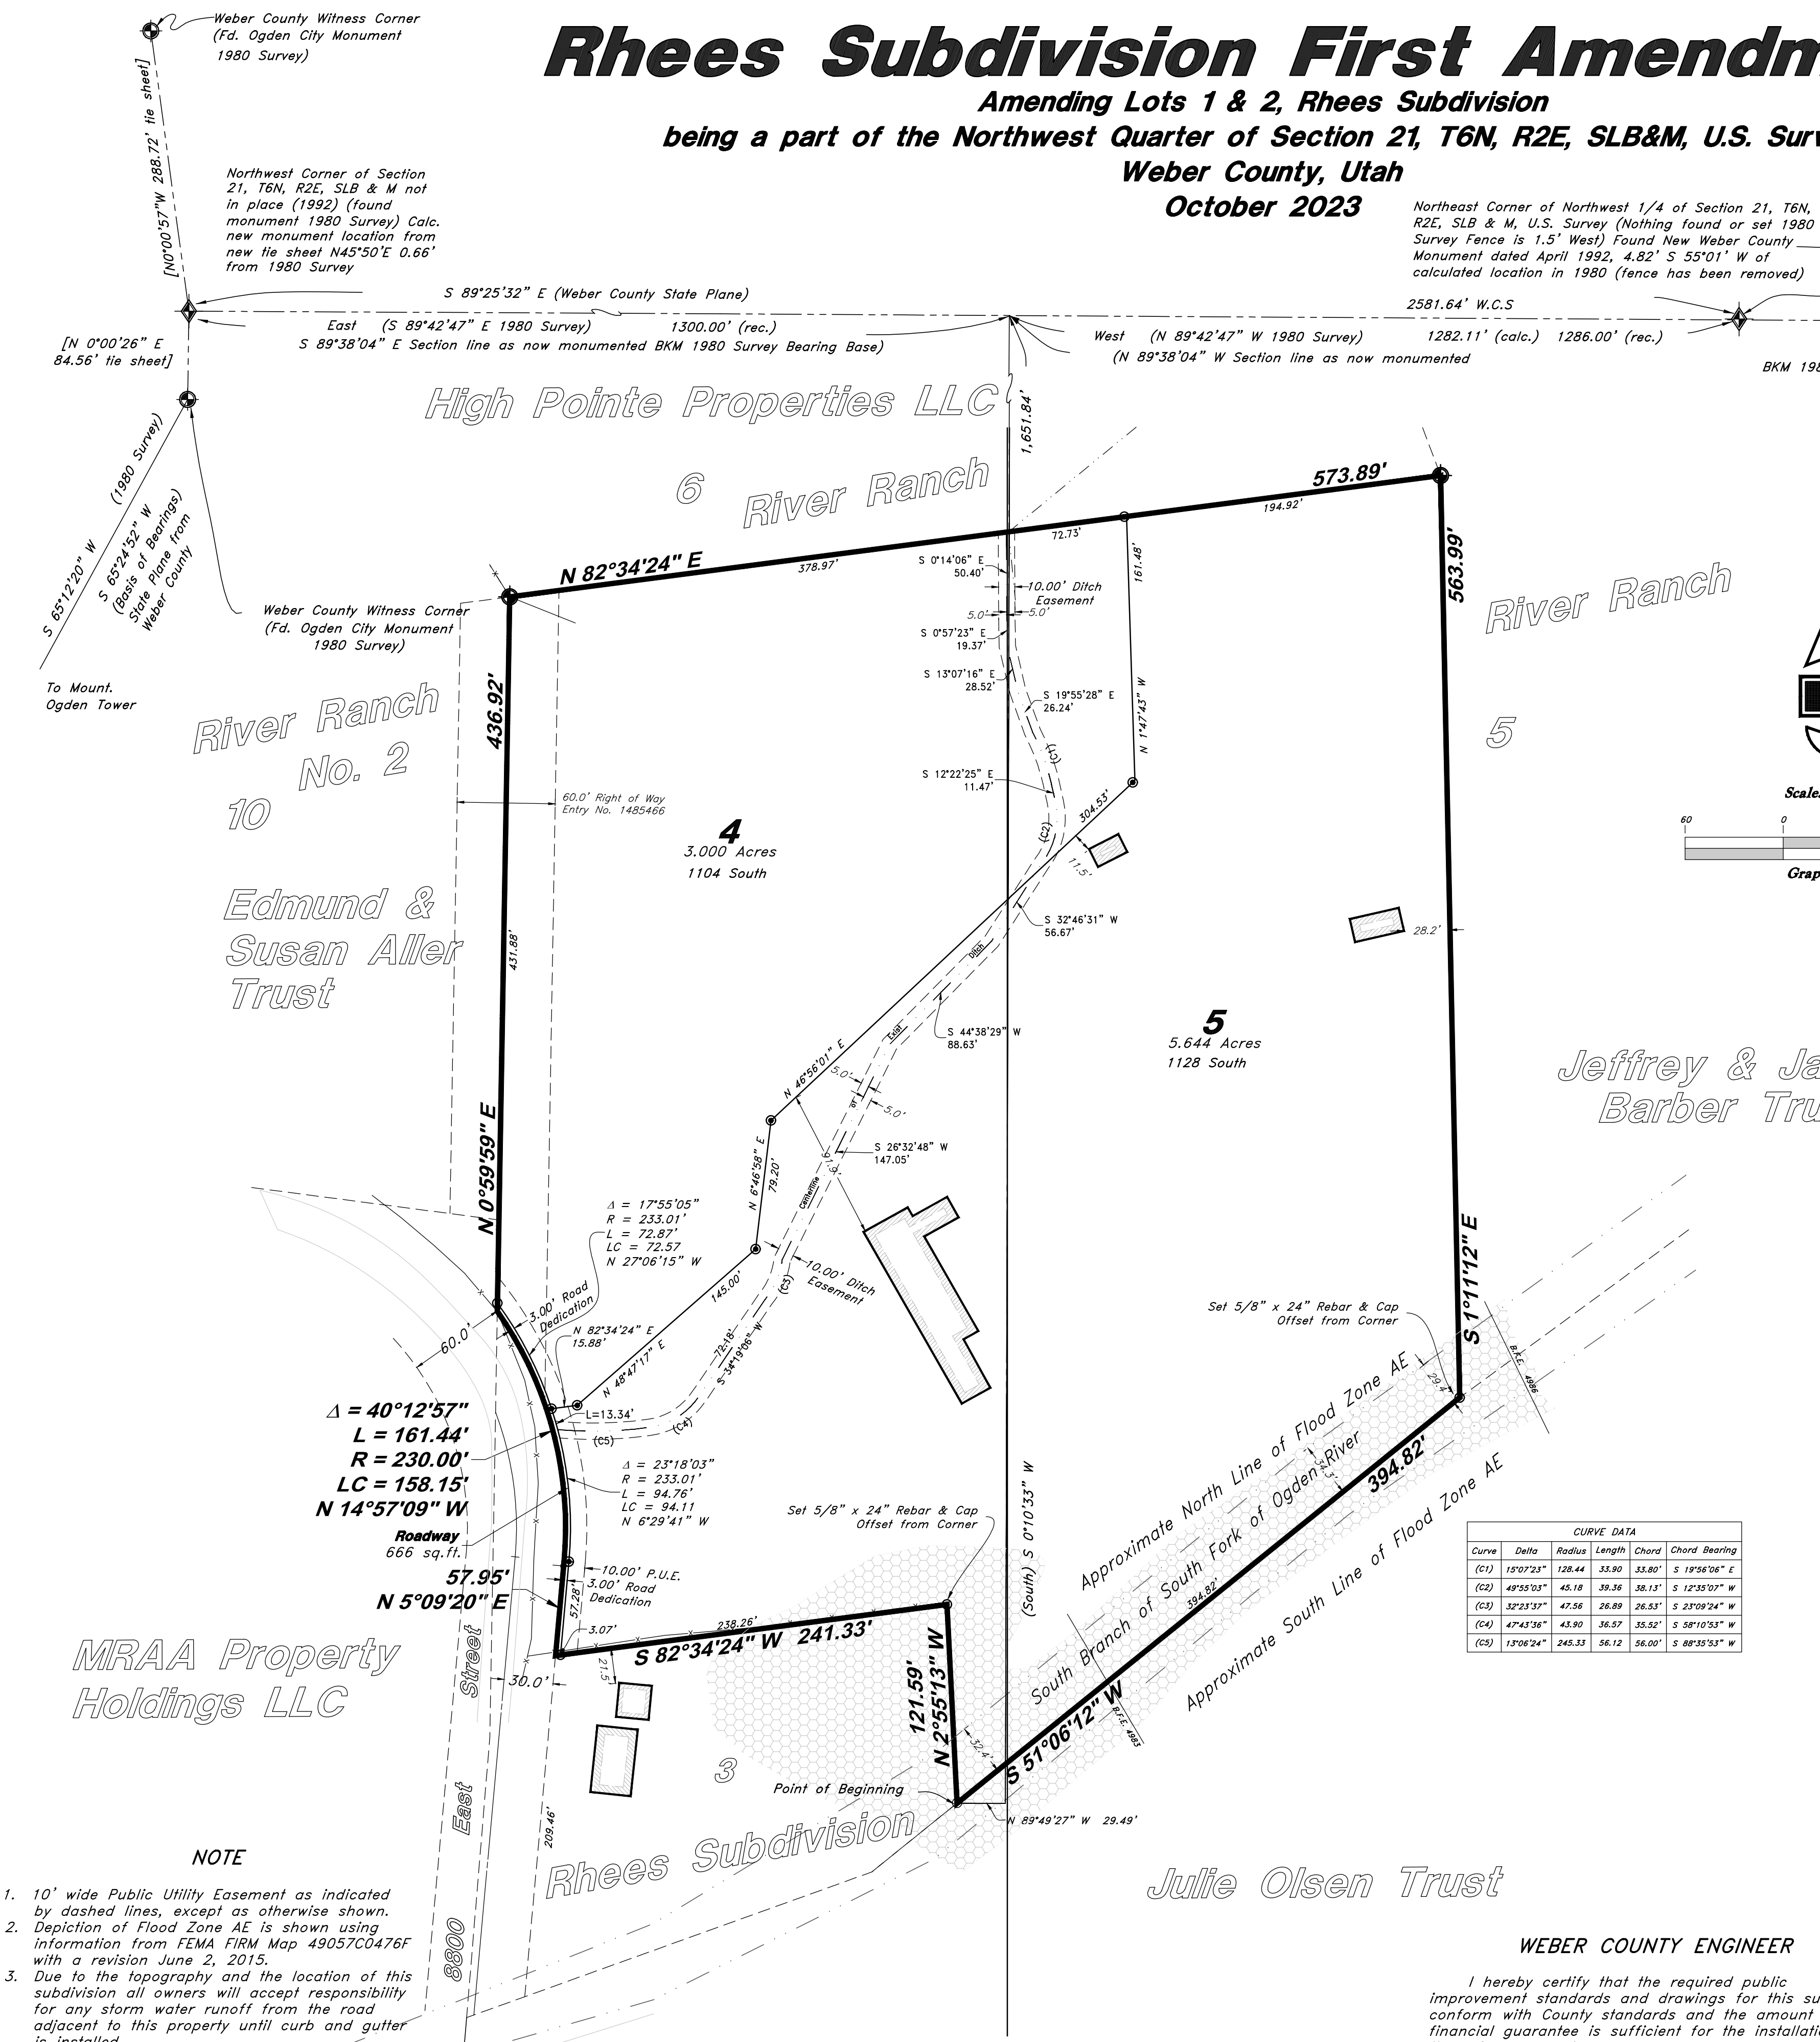 Rhees Subdivision First Amendm
Amending Lots 1 & 2, Rhees Subdivision
being a part of the Northwest Quarter of Section 21, T6N, R2E, SLB&M, U.S. Surv
Weber County, Utah
October 2023
Weber County Witness Corner
(Fd. Ogden City Monument
1980 Survey)
[N0°00'57"W 288.72' tie sheet]
Northwest Corner of Section
21, T6N, R2E, SLB & M not
in place (1992) (found
monument 1980 Survey) Calc.
new monument location from
new tie sheet N45°50'E 0.66'
from 1980 Survey
Northeast Corner of Northwest 1/4 of Section 21, T6N,
R2E, SLB & M, U.S. Survey (Nothing found or set 1980
Survey Fence is 1.5' West) Found New Weber County
Monument dated April 1992, 4.82' S 55°01' W of
calculated location in 1980 (fence has been removed)
S 89°25'32" E (Weber County State Plane)
2581.64' W.C.S
East (S 89°42'47" E 1980 Survey) 1300.00' (rec.)
S 89°38'04" E Section line as now monumented BKM 1980 Survey Bearing Base)
West (N 89°42'47" W 1980 Survey) 1282.11' (calc.) 1286.00' (rec.)
(N 89°38'04" W Section line as now monumented
BKM 198
[N 0°00'26" E
84.56' tie sheet]
S 65°12'20" W (1980 Survey)
S 65°24'52" W
(Basis of Bearings)
State Plane from
Weber County
To Mount.
Ogden Tower
Weber County Witness Corner
(Fd. Ogden City Monument
1980 Survey)
High Pointe Properties LLC
6 River Ranch
1,651.84'
N 82°34'24" E
573.89'
378.97'
72.73'
194.92'
S 0°14'06" E
50.40'
10.00' Ditch
Easement
5.0'
5.0'
S 0°57'23" E
19.37'
S 13°07'16" E
28.52'
S 19°55'28" E
26.24'
(C1)
S 12°22'25" E
11.47'
(C2)
161.48'
N 1°47'43" W
304.53'
11.5'
563.99'
River Ranch
5
Scale:
60
0
Grap
River Ranch
No. 2
10
436.92'
60.0' Right of Way
Entry No. 1485466
4
3.000 Acres
1104 South
Edmund &
Susan Aller
Trust
431.88'
S 32°46'31" W
56.67'
28.2'
Ditch
Exist
S 44°38'29" W
88.63'
5
5.644 Acres
1128 South
Jeffrey & Ja
Barber Tru
N 46°56'01" E
5.0'
of
5.0'
N 0°59'59" E
N 6°46'58" E
79.20'
S 26°32'48" W
147.05'
91.9'
Centerline
Δ = 17°55'05"
R = 233.01'
L = 72.87'
LC = 72.57
N 27°06'15" W
10.00' Ditch
Easement
(C3)
S 1°11'12" E
145.00'
N 48°47'17" E
3.00' Road
Dedication
60.0'
N 82°34'24" E
15.88'
72.18'
S 34°19'06" W
Set 5/8" x 24" Rebar & Cap
Offset from Corner
B.F.E. 4986
29.4'
L=13.34'
(C5)
(C4)
Δ = 40°12'57"
L = 161.44'
R = 230.00'
LC = 158.15'
N 14°57'09" W
Roadway
666 sq.ft.
Δ = 23°18'03"
R = 233.01'
L = 94.76'
LC = 94.11
N 6°29'41" W
Approximate North Line of Flood Zone AE
34.3'
South Branch of South Fork of Ogden River
394.82'
394.82'
Approximate South Line of Flood Zone AE
Set 5/8" x 24" Rebar & Cap
Offset from Corner
(South) S 0°10'33" W
57.95'
N 5°09'20" E
10.00' P.U.E.
3.00' Road
Dedication
57.28'
3.07'
238.26'
S 82°34'24" W 241.33'
21.5'
30.0'
121.59'
N 2°55'13" W
S 51°06'12" W
B.F.E. 4983
32.4'
Point of Beginning
N 89°49'27" W 29.49'
CURVE DATA
Curve Delta Radius Length Chord Chord Bearing
(C1) 15°07'23" 128.44 33.90 33.80' S 19°56'06" E
(C2) 49°55'03" 45.18 39.36 38.13' S 12°35'07" W
(C3) 32°23'37" 47.56 26.89 26.53' S 23°09'24" W
(C4) 47°43'36" 43.90 36.57 35.52' S 58°10'53" W
(C5) 13°06'24" 245.33 56.12 56.00' S 88°35'53" W
MRAA Property
Holdings LLC
8800 East Street
209.46'
3
Rhees Subdivision
Julie Olsen Trust
NOTE
1. 10' wide Public Utility Easement as indicated
by dashed lines, except as otherwise shown.
2. Depiction of Flood Zone AE is shown using
information from FEMA FIRM Map 49057C0476F
with a revision June 2, 2015.
3. Due to the topography and the location of this
subdivision all owners will accept responsibility
for any storm water runoff from the road
adjacent to this property until curb and gutter
is installed
WEBER COUNTY ENGINEER
I hereby certify that the required public
improvement standards and drawings for this su
conform with County standards and the amount
financial guarantee is sufficient for the installati